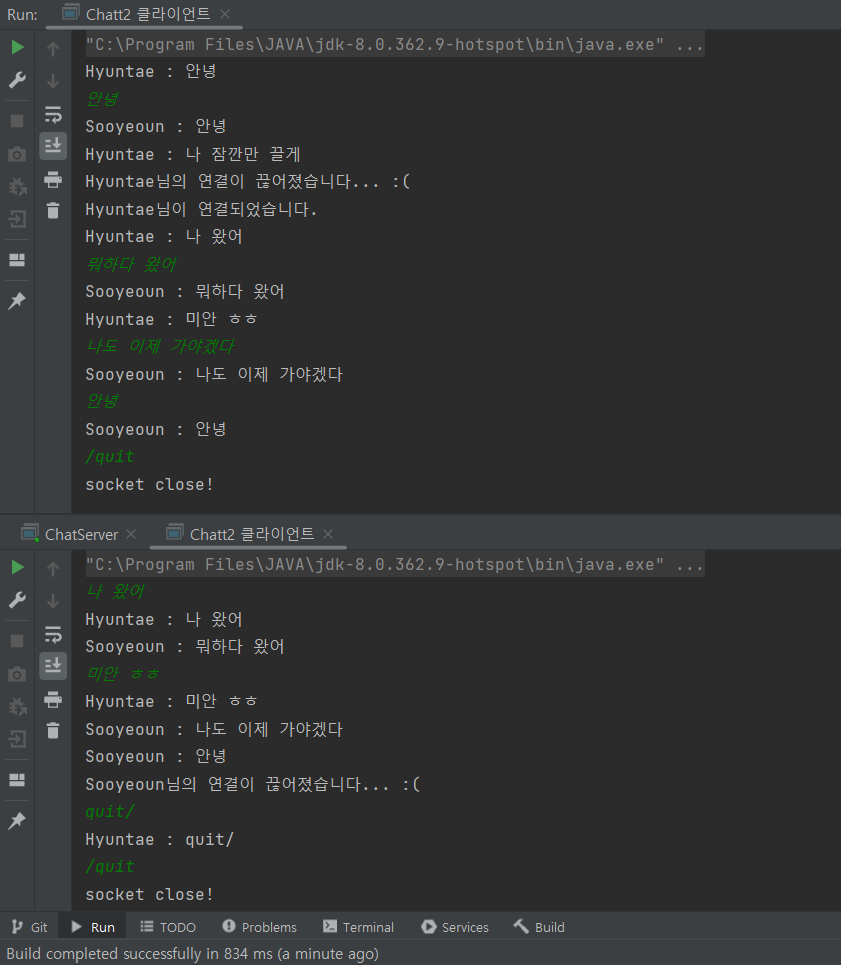 Run: Chatt2 클라이언트
"C:\Program Files\JAVA\jdk-8.0.362.9-hotspot\bin\java.exe" ...
Hyuntae : 안녕
안녕
Sooyeoun : 안녕
Hyuntae : 나 잠깐만 끌게
Hyuntae님의 연결이 끊어졌습니다... :(
Hyuntae님이 연결되었습니다.
Hyuntae : 나 왔어
뭐하다 왔어
Sooyeoun : 뭐하다 왔어
Hyuntae : 미안 ㅎㅎ
나도 이제 가야겠다
Sooyeoun : 나도 이제 가야겠다
안녕
Sooyeoun : 안녕
/quit
socket close!
ChatServer Chatt2 클라이언트
"C:\Program Files\JAVA\jdk-8.0.362.9-hotspot\bin\java.exe" ...
나 왔어
Hyuntae : 나 왔어
Sooyeoun : 뭐하다 왔어
미안 ㅎㅎ
Hyuntae : 미안 ㅎㅎ
Sooyeoun : 나도 이제 가야겠다
Sooyeoun : 안녕
Sooyeoun님의 연결이 끊어졌습니다... :(
quit/
Hyuntae : quit/
/quit
socket close!
Git Run TODO Problems Terminal Services Build
Build completed successfully in 834 ms (a minute ago)